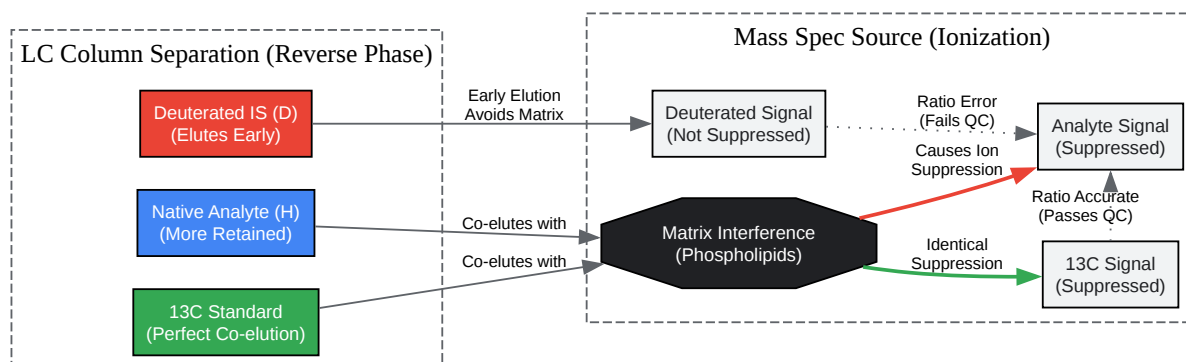 LC Column Separation (Reverse Phase)
Deuterated IS (D)
(Elutes Early)
Native Analyte (H)
(More Retained)
13C Standard
(Perfect Co-elution)
Early Elution
Avoids Matrix
Co-elutes with
Co-elutes with
Mass Spec Source (Ionization)
Deuterated Signal
(Not Suppressed)
Ratio Error
(Fails QC)
Analyte Signal
(Suppressed)
Causes Ion
Suppression
Matrix Interference
(Phospholipids)
Ratio Accurate
(Passes QC)
Identical
Suppression
13C Signal
(Suppressed)